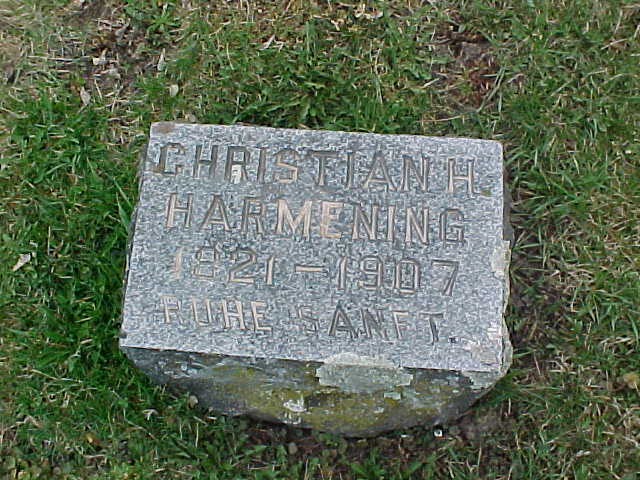 CHRISTIAN H.
HARMENING
1821-1907
RUHE SANFT.